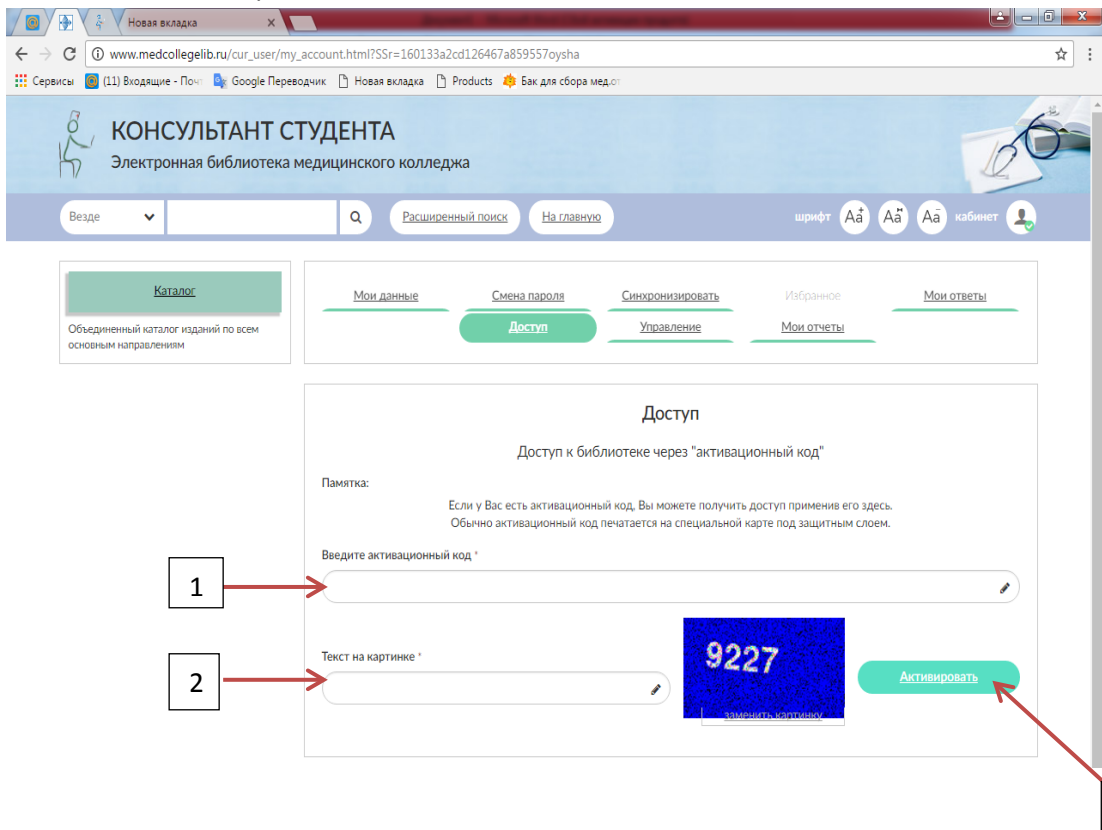 Новая вкладка
www.medcollegelib.ru/cur_user/my_account.html?SSr=160133a2cd126467a859557oysha
Сервисы (11) Входящие - Поч Google Переводчик Новая вкладка Products Бак для сбора мед.от
КОНСУЛЬТАНТ СТУДЕНТА
Электронная библиотека медицинского колледжа
Везде Расширенный поиск На главную шрифт Aä Aä Aä кабинет
Каталог
Объединенный каталог изданий по всем
основным направлениям
Мои данные Смена пароля Синхронизировать Избранное Мои ответы
Доступ Управление Мои отчеты
Доступ
Доступ к библиотеке через "активационный код"
Памятка:
Если у Вас есть активационный код, Вы можете получить доступ применив его здесь.
Обычно активационный код печатается на специальной карте под защитным слоем.
Введите активационный код *
1
9227
Текст на картинке *
2
Активировать
заменить картинку